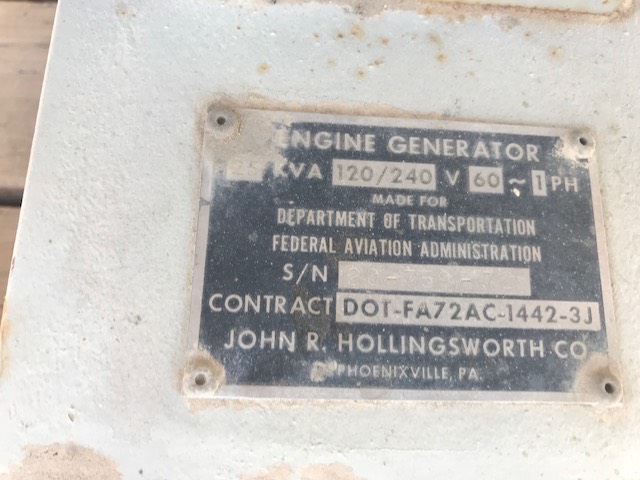 ENGINE GENERATOR
KVA 120/240 V 60 ~ 1 PH
MADE FOR
DEPARTMENT OF TRANSPORTATION
FEDERAL AVIATION ADMINISTRATION
S/N
CONTRACT DOT-FA72AC-1442-3J
JOHN R. HOLLINGSWORTH CO
PHOENIXVILLE, PA.